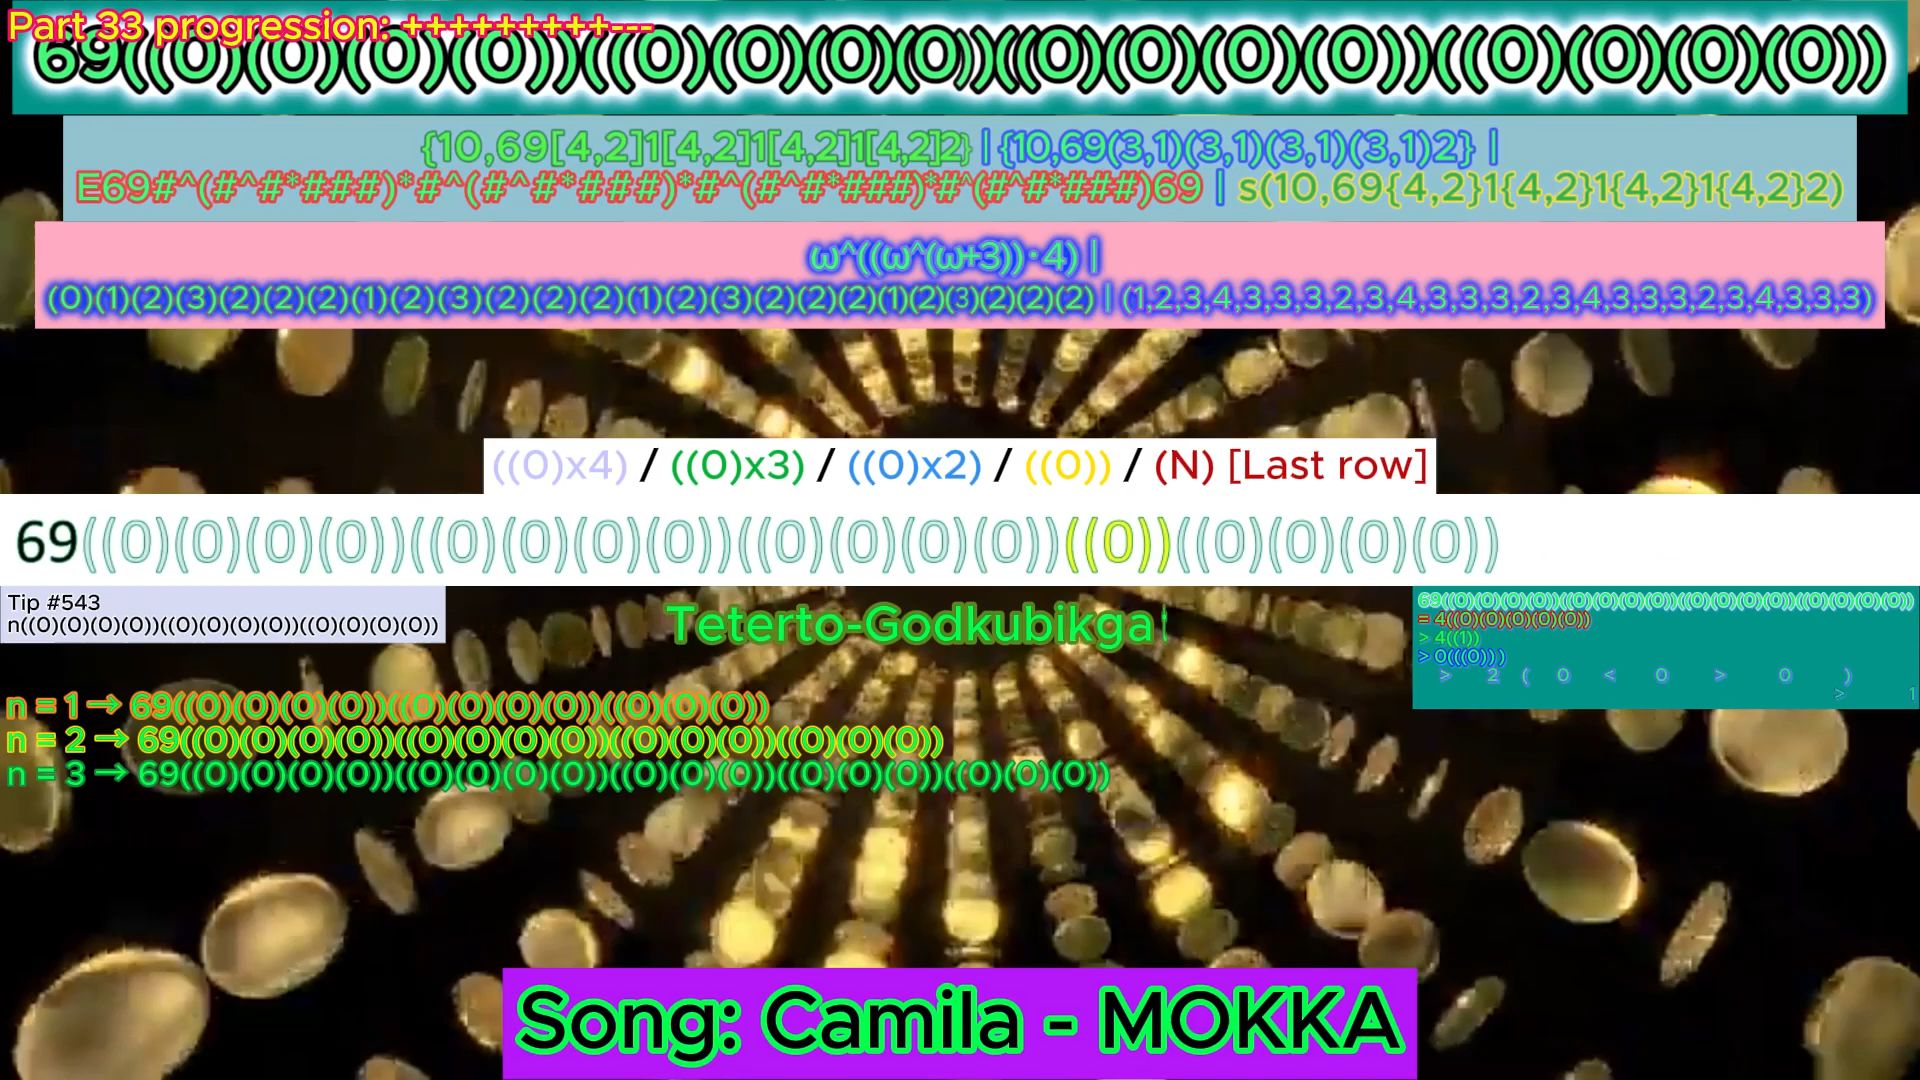 Part 33 progression: ++++++++++---
69((0)(0)(0)(0))((0)(0)(0)(0))((0)(0)(0)(0))((0)(0)(0)(0))
{10,69[4,2]1[4,2]1[4,2]1[4,2]2} | {10,69(3,1)(3,1)(3,1)(3,1)2} |
E69#^(#^#*###)*#^(#^#*###)*#^(#^#*###)*#^(#^#*###)69 | s(10,69{4,2}1{4,2}1{4,2}1{4,2}2)
ω^((ω^(ω+3))·4) |
(0)(1)(2)(3)(2)(2)(2)(1)(2)(3)(2)(2)(2)(1)(2)(3)(2)(2)(2)(1)(2)(3)(2)(2)(2) | (1,2,3,4,3,3,3,2,3,4,3,3,3,2,3,4,3,3,3,2,3,4,3,3,3)
((0)x4) / ((0)x3) / ((0)x2) / ((0)) / (N) [Last row]
69((0)(0)(0)(0))((0)(0)(0)(0))((0)(0)(0)(0))((0))((0)(0)(0)(0))
Tip #543
n((0)(0)(0)(0))((0)(0)(0)(0))((0)(0)(0)(0))
Teterto-Godkubikga
69((0)(0)(0)(0))((0)(0)(0)(0))((0)(0)(0)(0))((0)(0)(0)(0))
= 4((0)(0)(0)(0)(0))
> 4((1))
> 0(((0)))
> 2 ( 0 < 0 > 0 )
> 1
n = 1 → 69((0)(0)(0)(0))((0)(0)(0)(0))((0)(0)(0))
n = 2 → 69((0)(0)(0)(0))((0)(0)(0)(0))((0)(0)(0))((0)(0)(0))
n = 3 → 69((0)(0)(0)(0))((0)(0)(0)(0))((0)(0)(0))((0)(0)(0))((0)(0)(0))
Song: Camila - MOKKA